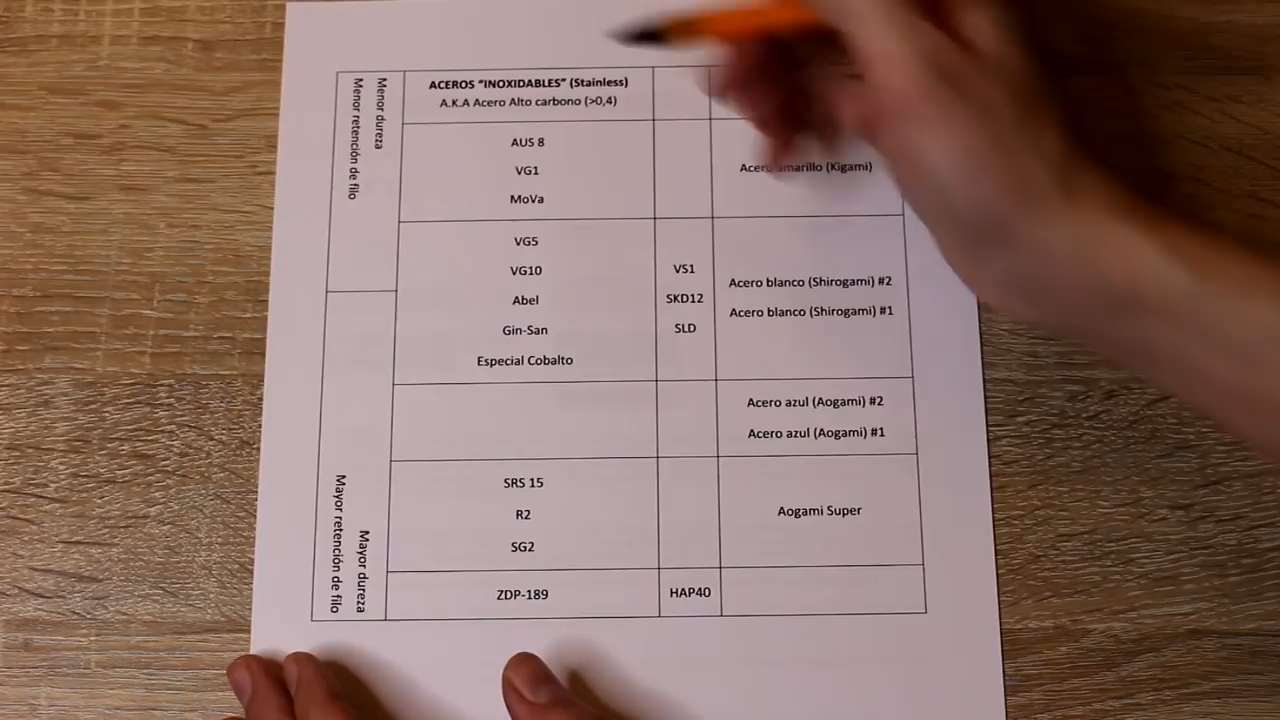 Menor dureza
Menor retención de filo
Mayor dureza
Mayor retención de filo
ACEROS “INOXIDABLES” (Stainless)
A.K.A Acero Alto carbono (>0,4)
AUS 8
VG1
MoVa
Acero amarillo (Kigami)
VG5
VG10
Abel
Gin-San
Especial Cobalto
VS1
SKD12
SLD
Acero blanco (Shirogami) #2
Acero blanco (Shirogami) #1
Acero azul (Aogami) #2
Acero azul (Aogami) #1
SRS 15
R2
SG2
Aogami Super
ZDP-189
HAP40